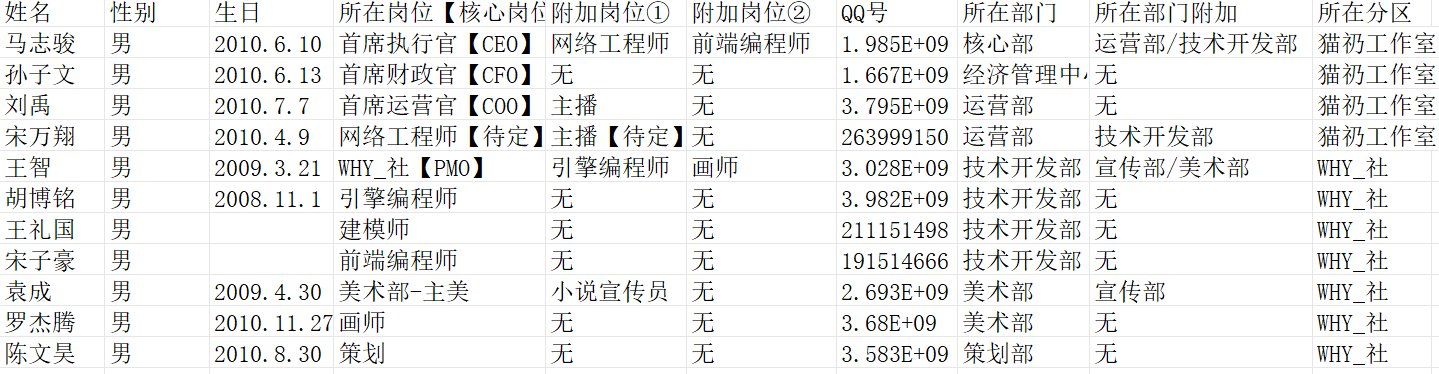 姓名 性别 生日 所在岗位【核心岗位 附加岗位① 附加岗位② QQ号 所在部门 所在部门附加 所在分区
马志骏 男 2010.6.10 首席执行官【CEO】 网络工程师 前端编程师 1.985E+09 核心部 运营部/技术开发部 猫礽工作室
孙子文 男 2010.6.13 首席财政官【CFO】 无 无 1.667E+09 经济管理中 无 猫礽工作室
刘禹 男 2010.7.7 首席运营官【COO】 主播 无 3.795E+09 运营部 无 猫礽工作室
宋万翔 男 2010.4.9 网络工程师【待定】 主播【待定】 无 263999150 运营部 技术开发部 猫礽工作室
王智 男 2009.3.21 WHY_社【PMO】 引擎编程师 画师 3.028E+09 技术开发部 宣传部/美术部 WHY_社
胡博铭 男 2008.11.1 引擎编程师 无 无 3.982E+09 技术开发部 无 WHY_社
王礼国 男 建模师 无 无 211151498 技术开发部 无 WHY_社
宋子豪 男 前端编程师 无 无 191514666 技术开发部 无 WHY_社
袁成 男 2009.4.30 美术部-主美 小说宣传员 无 2.693E+09 美术部 宣传部 WHY_社
罗杰腾 男 2010.11.27 画师 无 无 3.68E+09 美术部 无 WHY_社
陈文昊 男 2010.8.30 策划 无 无 3.583E+09 策划部 无 WHY_社